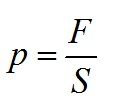 p = F/S